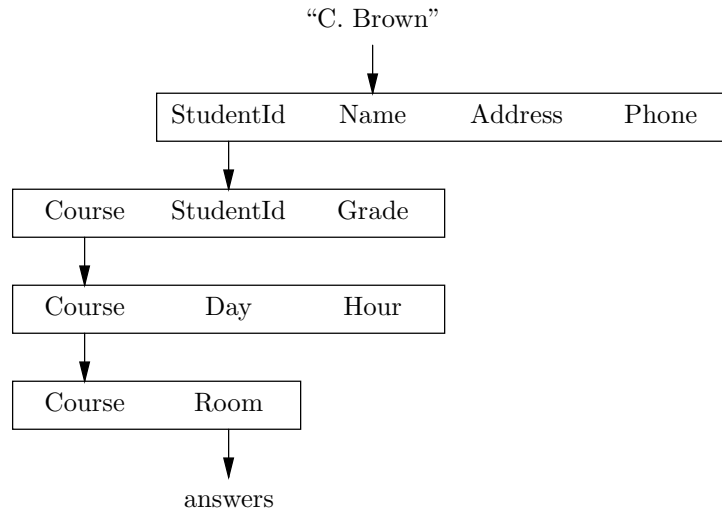 “C. Brown”
StudentId Name Address Phone
Course StudentId Grade
Course Day Hour
Course Room
answers